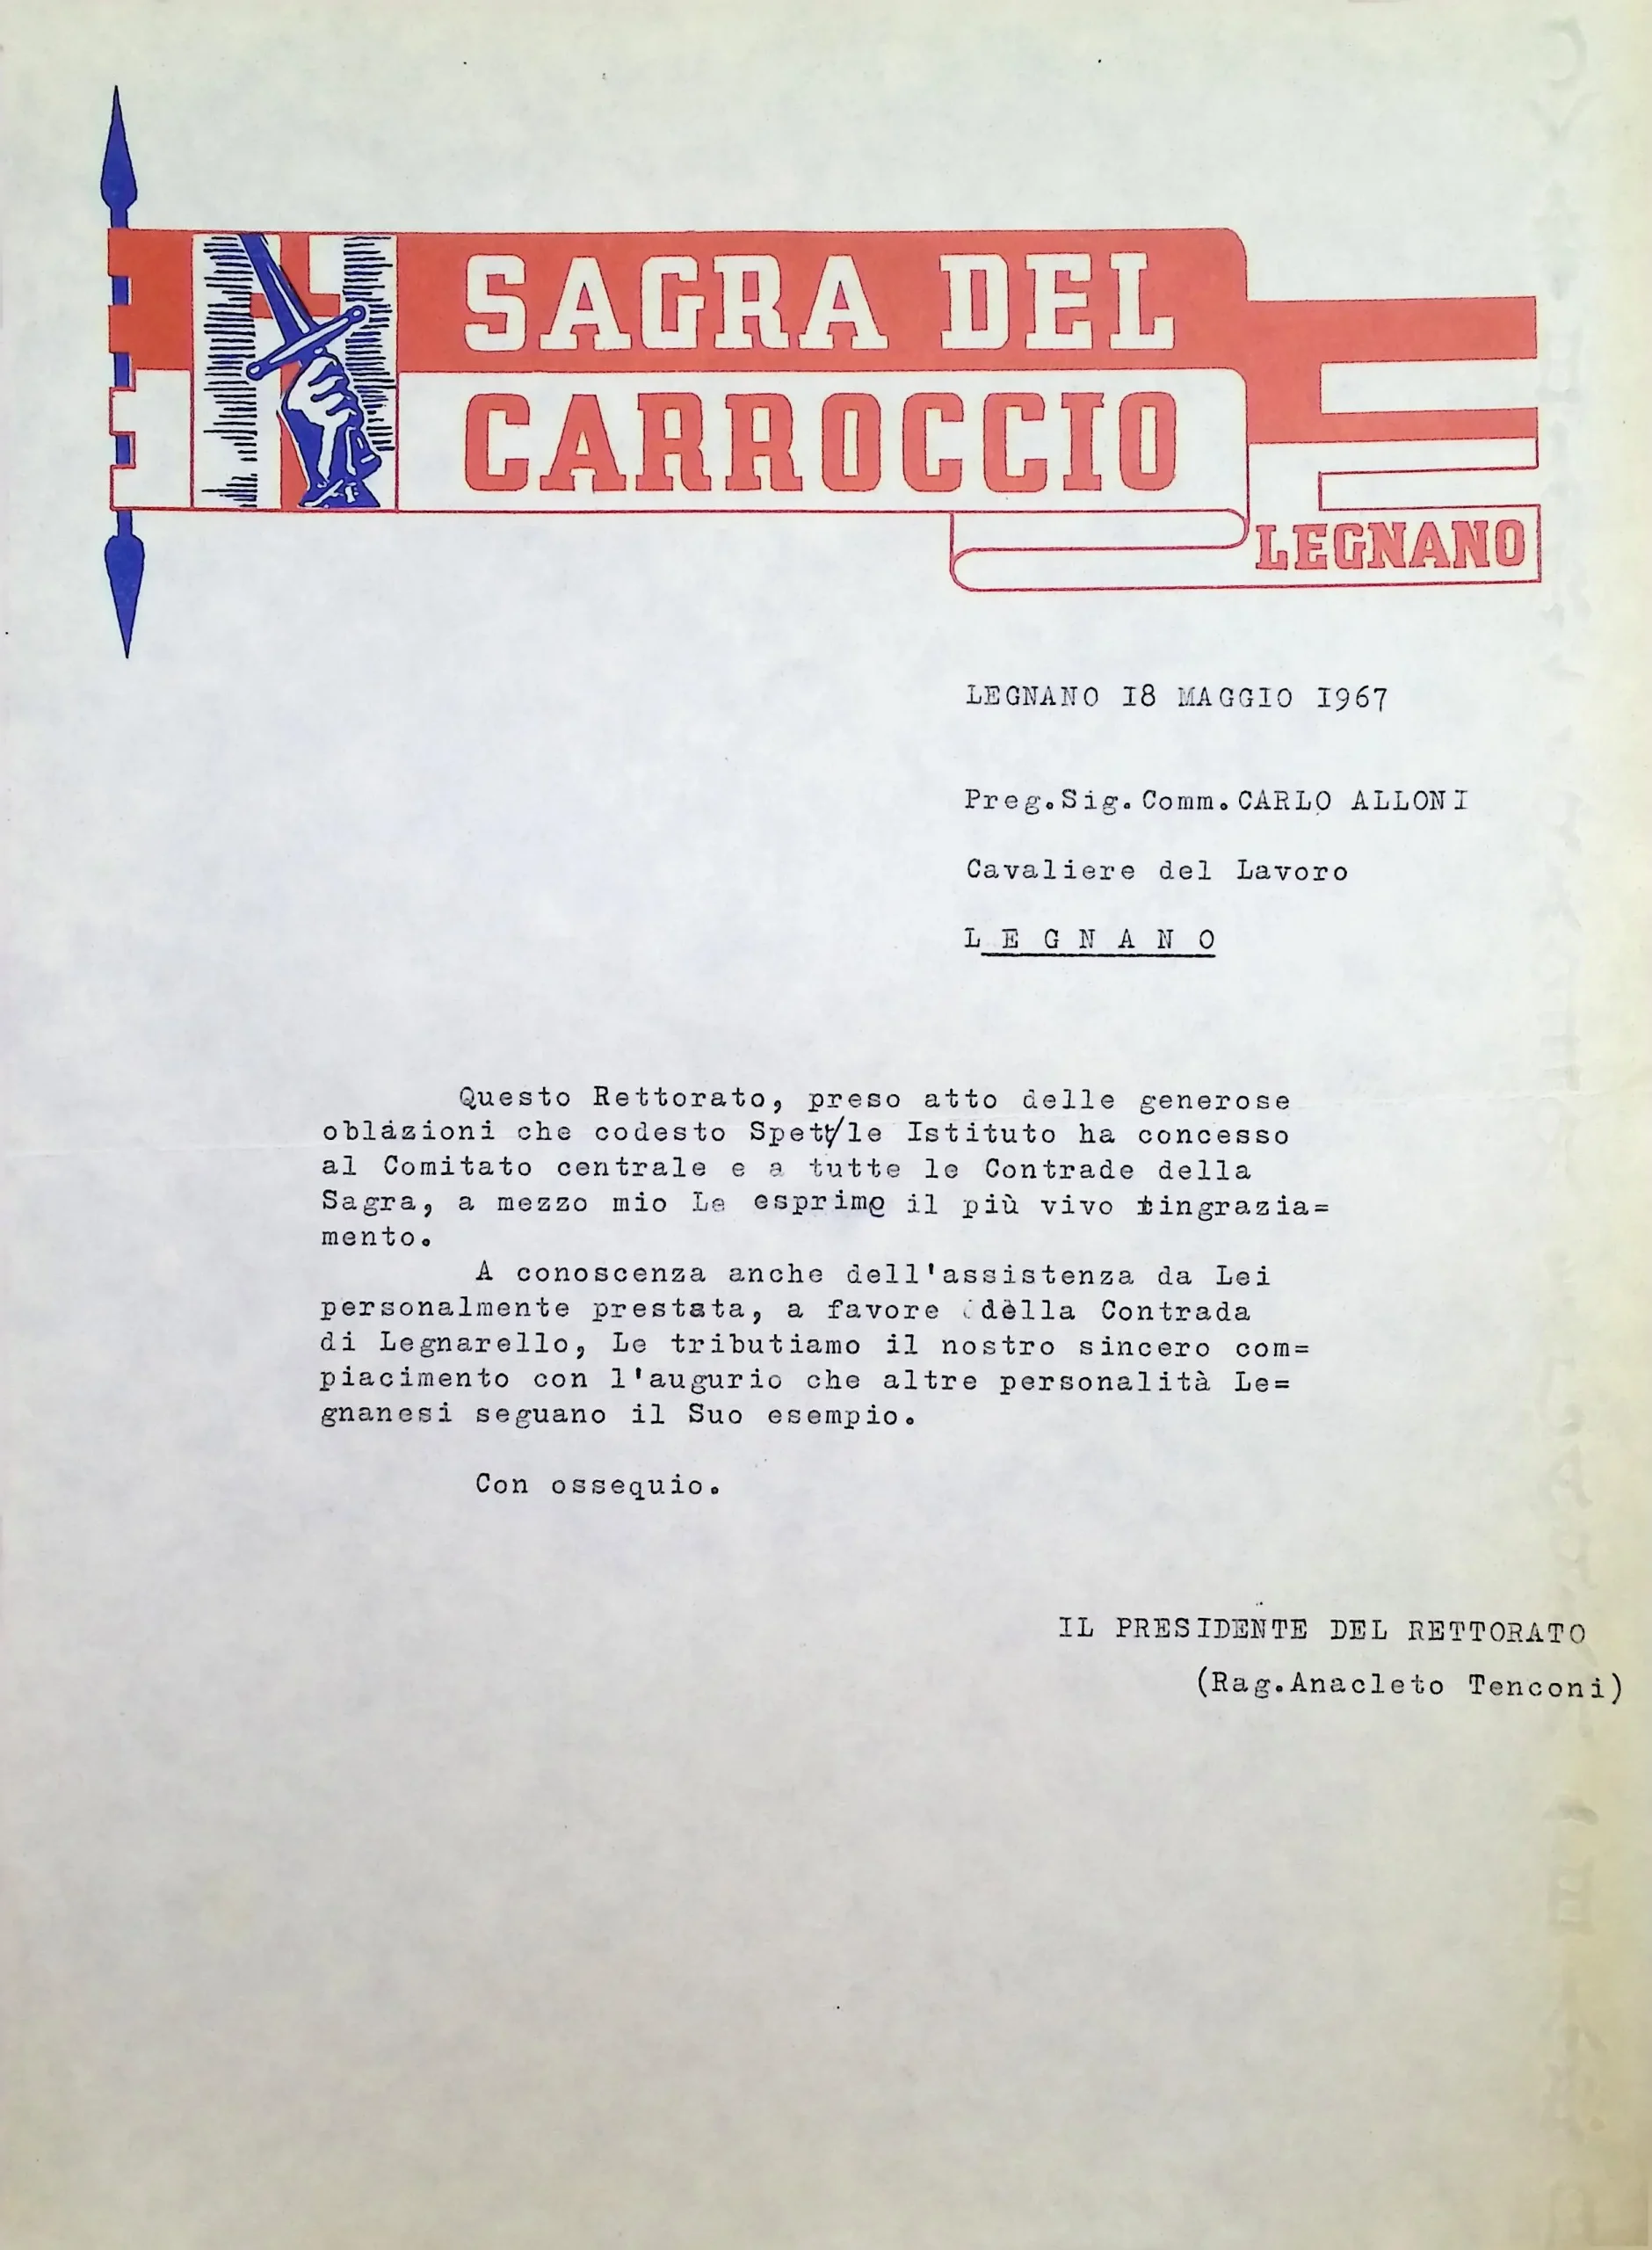 SAGRA DEL
CARROCCIO
LEGNANO
LEGNANO 18 MAGGIO 1967
Preg.Sig.Comm.CARLO ALLONI
Cavaliere del Lavoro
L E G N A N O
Questo Rettorato, preso atto delle generose
oblazioni che codesto Spett/le Istituto ha concesso
al Comitato centrale e a tutte le Contrade della
Sagra, a mezzo mio Le esprime il più vivo ringrazia=
mento.
A conoscenza anche dell'assistenza da Lei
personalmente prestata, a favore della Contrada
di Legnarello, Le tributiamo il nostro sincero com=
piacimento con l'augurio che altre personalità Le=
gnanesi seguano il Suo esempio.
Con ossequio.
IL PRESIDENTE DEL RETTORATO
(Rag.Anacleto Tenconi)